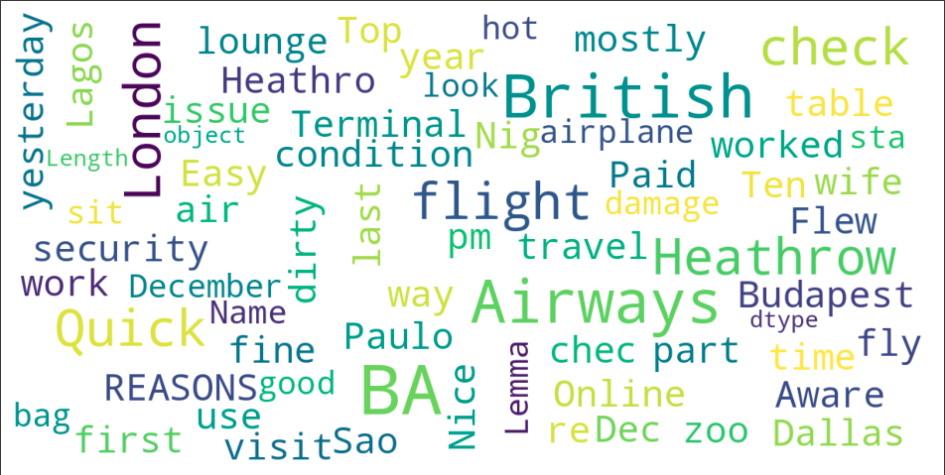 yesterday
Lagos
London
lounge
Top
hot
mostly
check
year
Heathro
look
British
table
issue
object
Terminal
Nig
airplane
worked
sta
Length
condition
Easy
Paid
Ten
wife
sit
air
dirty
last
flight
damage
Flew
security
pm
travel
Heathrow
work
December
way
Airways
Budapest
Quick
Name
dtype
fine
Paulo
chec
part
time
fly
REASONS
good
BA
Nice
Lemma
Online
Aware
bag
use
first
visit
Sao
re
Dec
zoo
Dallas